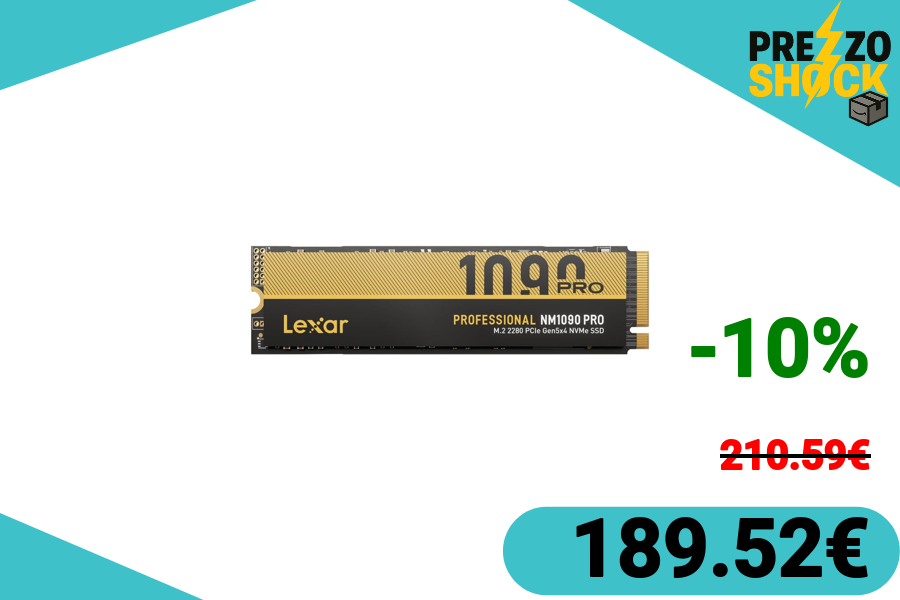 PREZZO
SHOCK
1090
PRO
Lexar
PROFESSIONAL NM1090 PRO
M.2 2280 PCIe Gen5x4 NVMe SSD
-10%
210.59€
189.52€